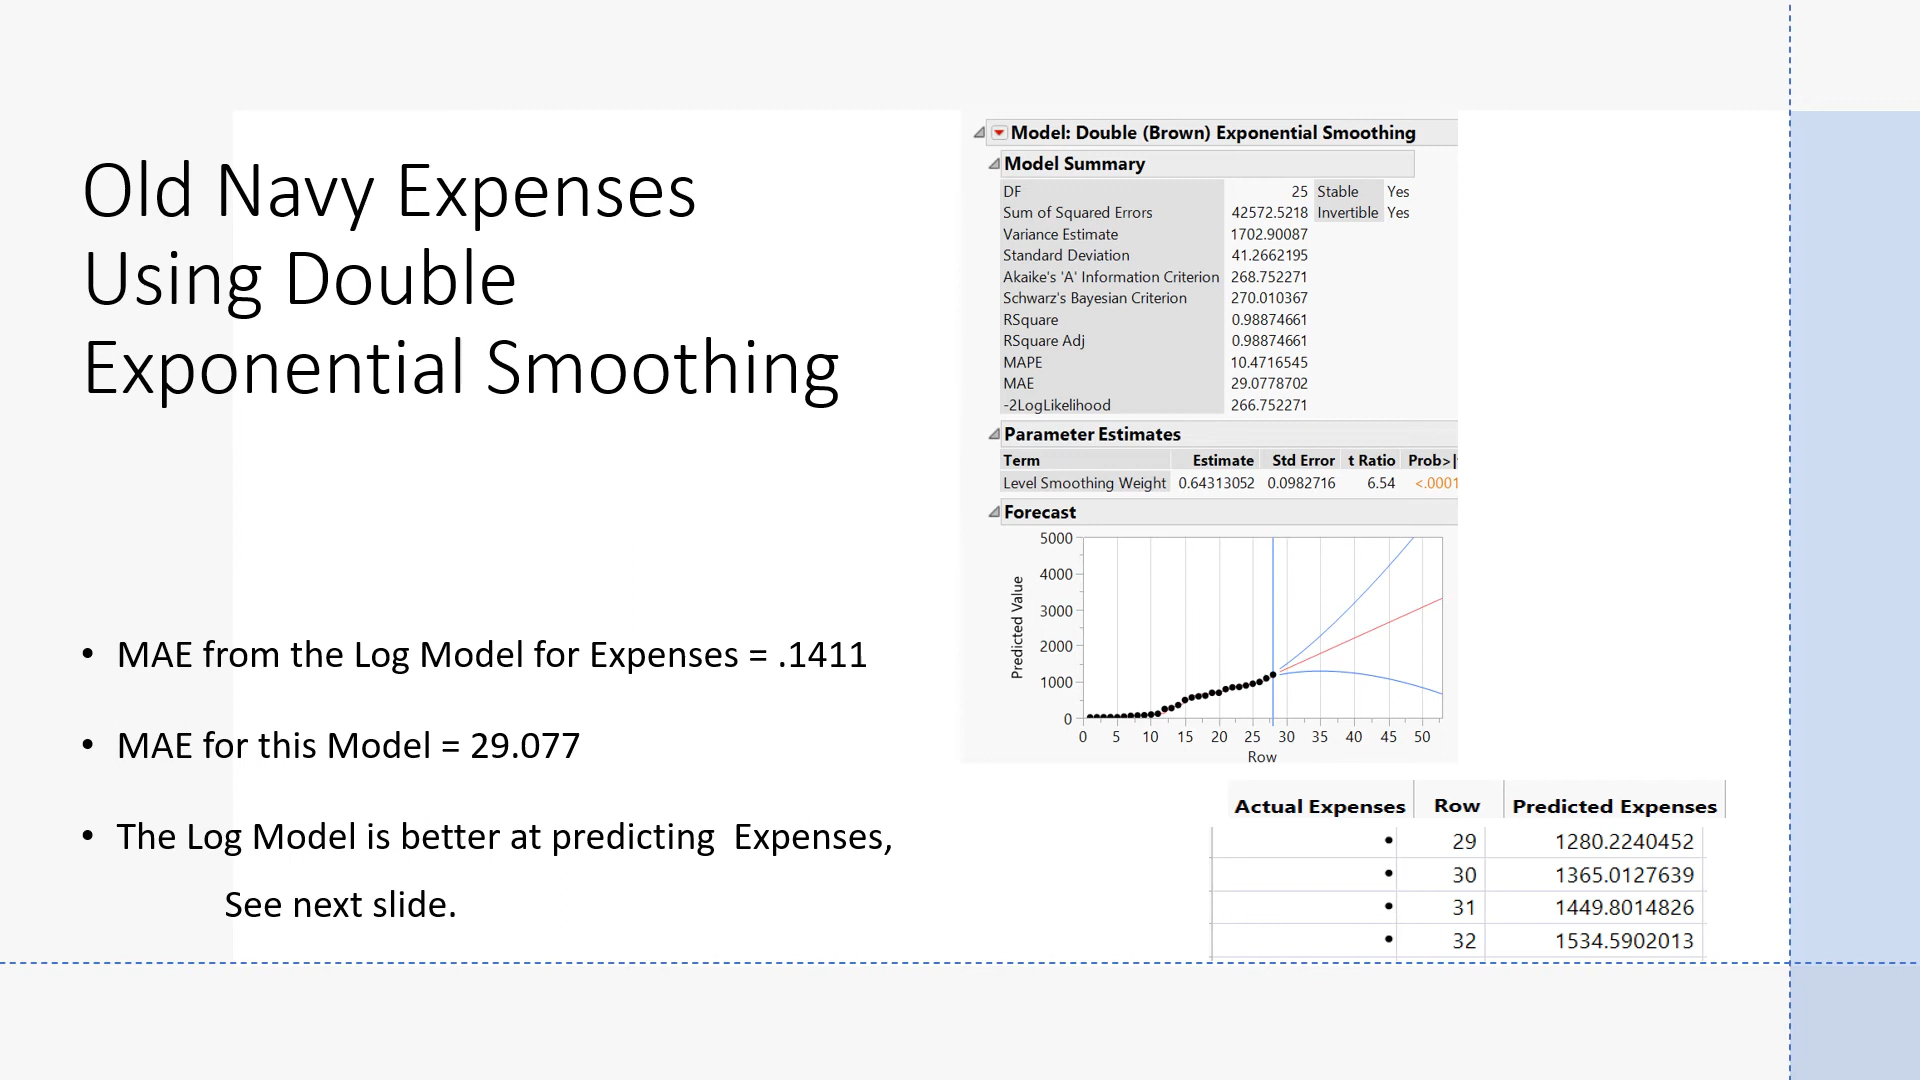 Old Navy Expenses
Using Double
Exponential Smoothing
• MAE from the Log Model for Expenses = .1411
• MAE for this Model = 29.077
• The Log Model is better at predicting  Expenses,
See next slide.
Model: Double (Brown) Exponential Smoothing
Model Summary
DF 25 Stable Yes
Sum of Squared Errors 42572.5218 Invertible Yes
Variance Estimate 1702.90087
Standard Deviation 41.2662195
Akaike's 'A' Information Criterion 268.752271
Schwarz's Bayesian Criterion 270.010367
RSquare 0.98874661
RSquare Adj 0.98874661
MAPE 10.4716545
MAE 29.0778702
-2LogLikelihood 266.752271
Parameter Estimates
Term Estimate Std Error t Ratio Prob>|
Level Smoothing Weight 0.64313052 0.0982716 6.54 <.0001
Forecast
Predicted Value
5000
4000
3000
2000
1000
0
0 5 10 15 20 25 30 35 40 45 50
Row
Actual Expenses Row Predicted Expenses
• 29 1280.2240452
• 30 1365.0127639
• 31 1449.8014826
• 32 1534.5902013